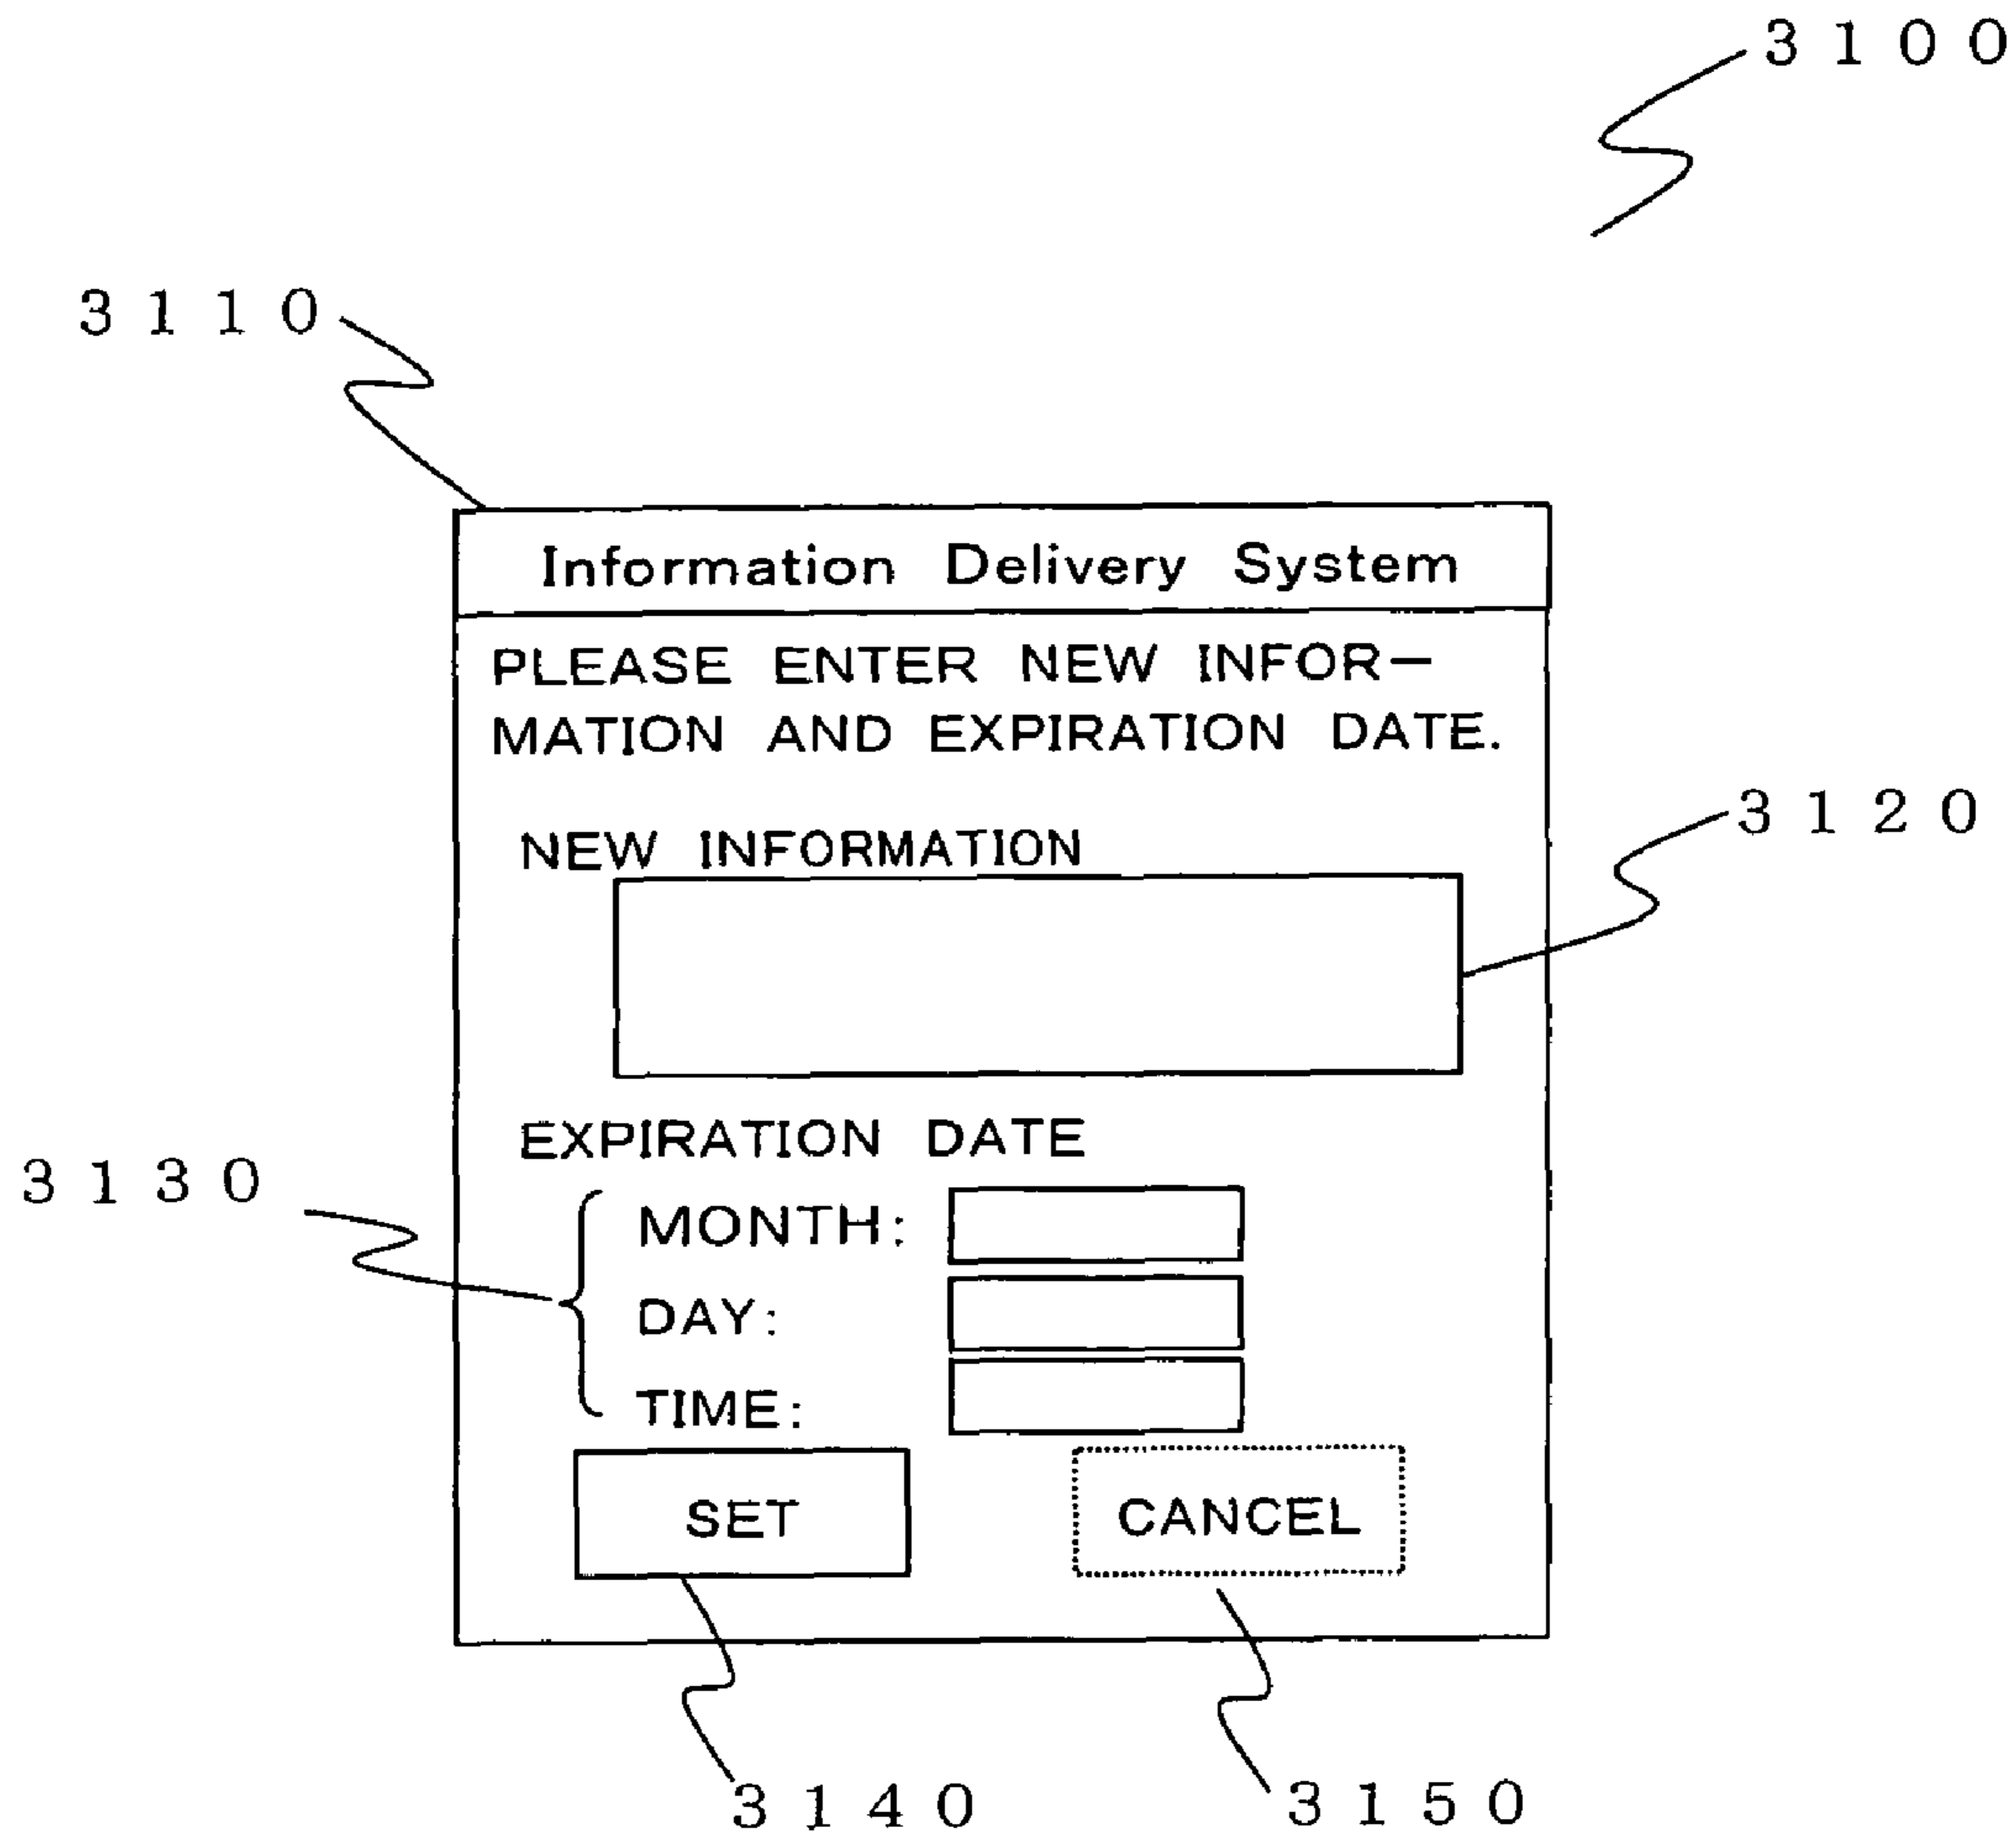 3100
3110
Information Delivery System
PLEASE ENTER NEW INFOR-
MATION AND EXPIRATION DATE.
3120
NEW INFORMATION
EXPIRATION DATE
3130
MONTH:
DAY:
TIME:
SET
CANCEL
3140
3150